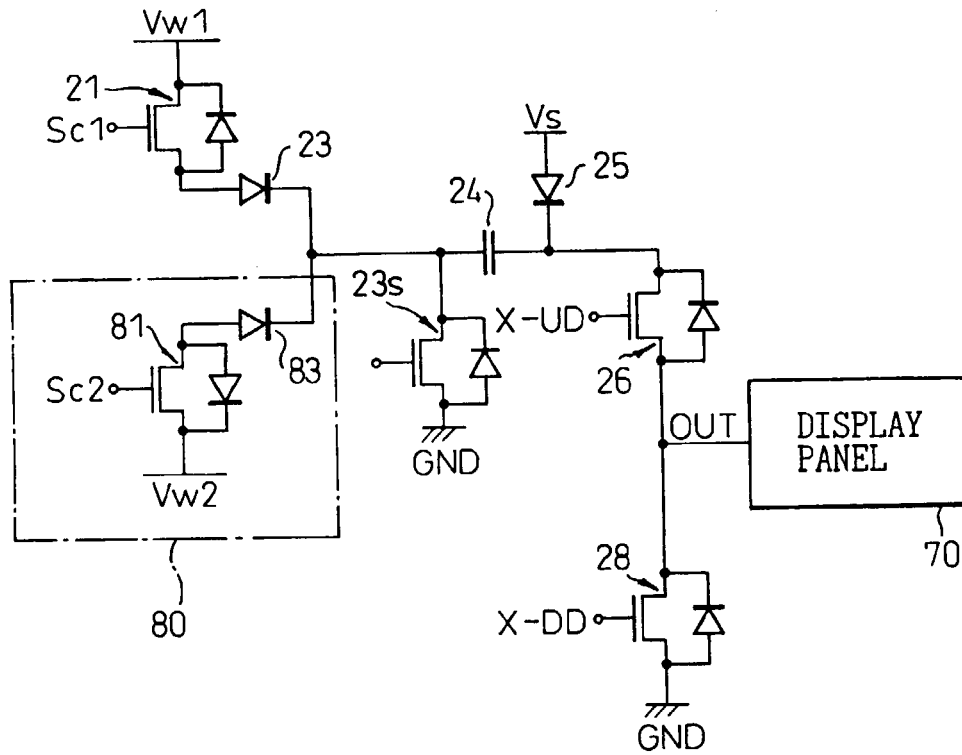 Vw1
21
Sc1
23
Vs
25
24
23s
X-UD
26
81
83
Sc2
Vw2
80
GND
OUT
DISPLAY
PANEL
70
28
X-DD
GND